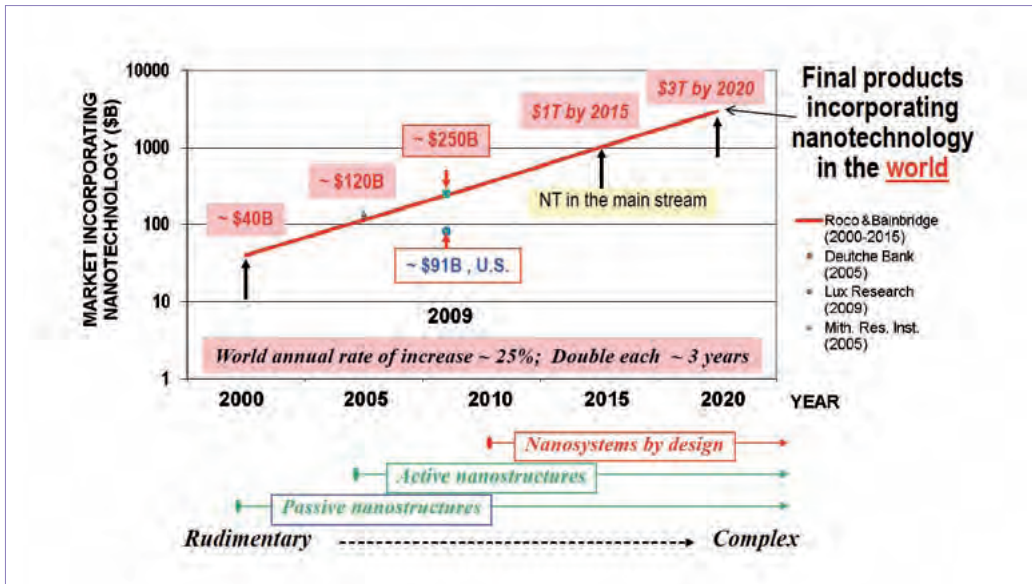 MARKET INCORPORATING
NANOTECHNOLOGY ($B)
10000
1000
100
10
1
~ $40B
~ $120B
~ $250B
$1T by 2015
$3T by 2020
NT in the main stream
~ $91B , U.S.
2009
World annual rate of increase ~ 25%; Double each ~ 3 years
2000
2005
2010
2015
2020
YEAR
Final products
incorporating
nanotechnology
in the world
Roco & Bainbridge
(2000-2015)
Deutche Bank
(2005)
Lux Research
(2009)
Mith. Res. Inst.
(2005)
Nanosystems by design
Active nanostructures
Passive nanostructures
Rudimentary
Complex